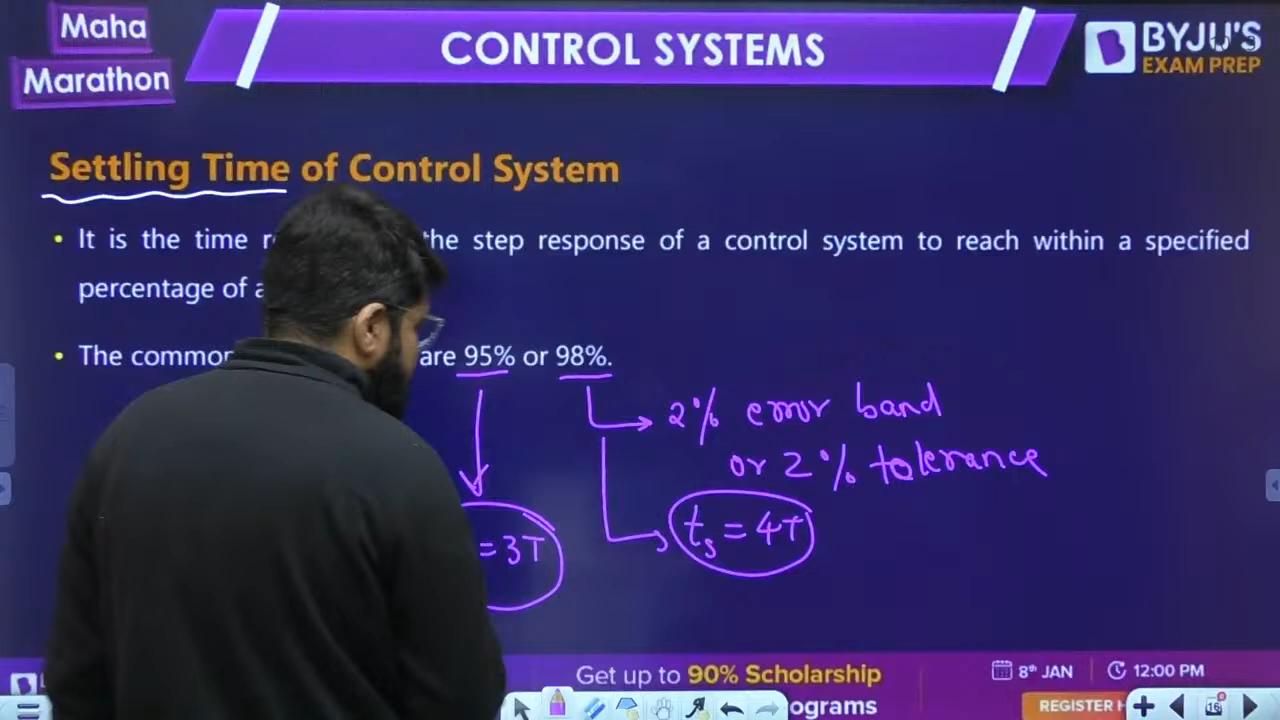 Maha
Marathon
CONTROL SYSTEMS
BYJU'S
EXAM PREP
Settling Time of Control System
• It is the time the step response of a control system to reach within a specified
percentage of
• The common are 95% or 98%.
2% error band
or 2% tolerance
= 3T
ts = 4T
Get up to 90% Scholarship
8th JAN
12:00 PM
REGISTER
16